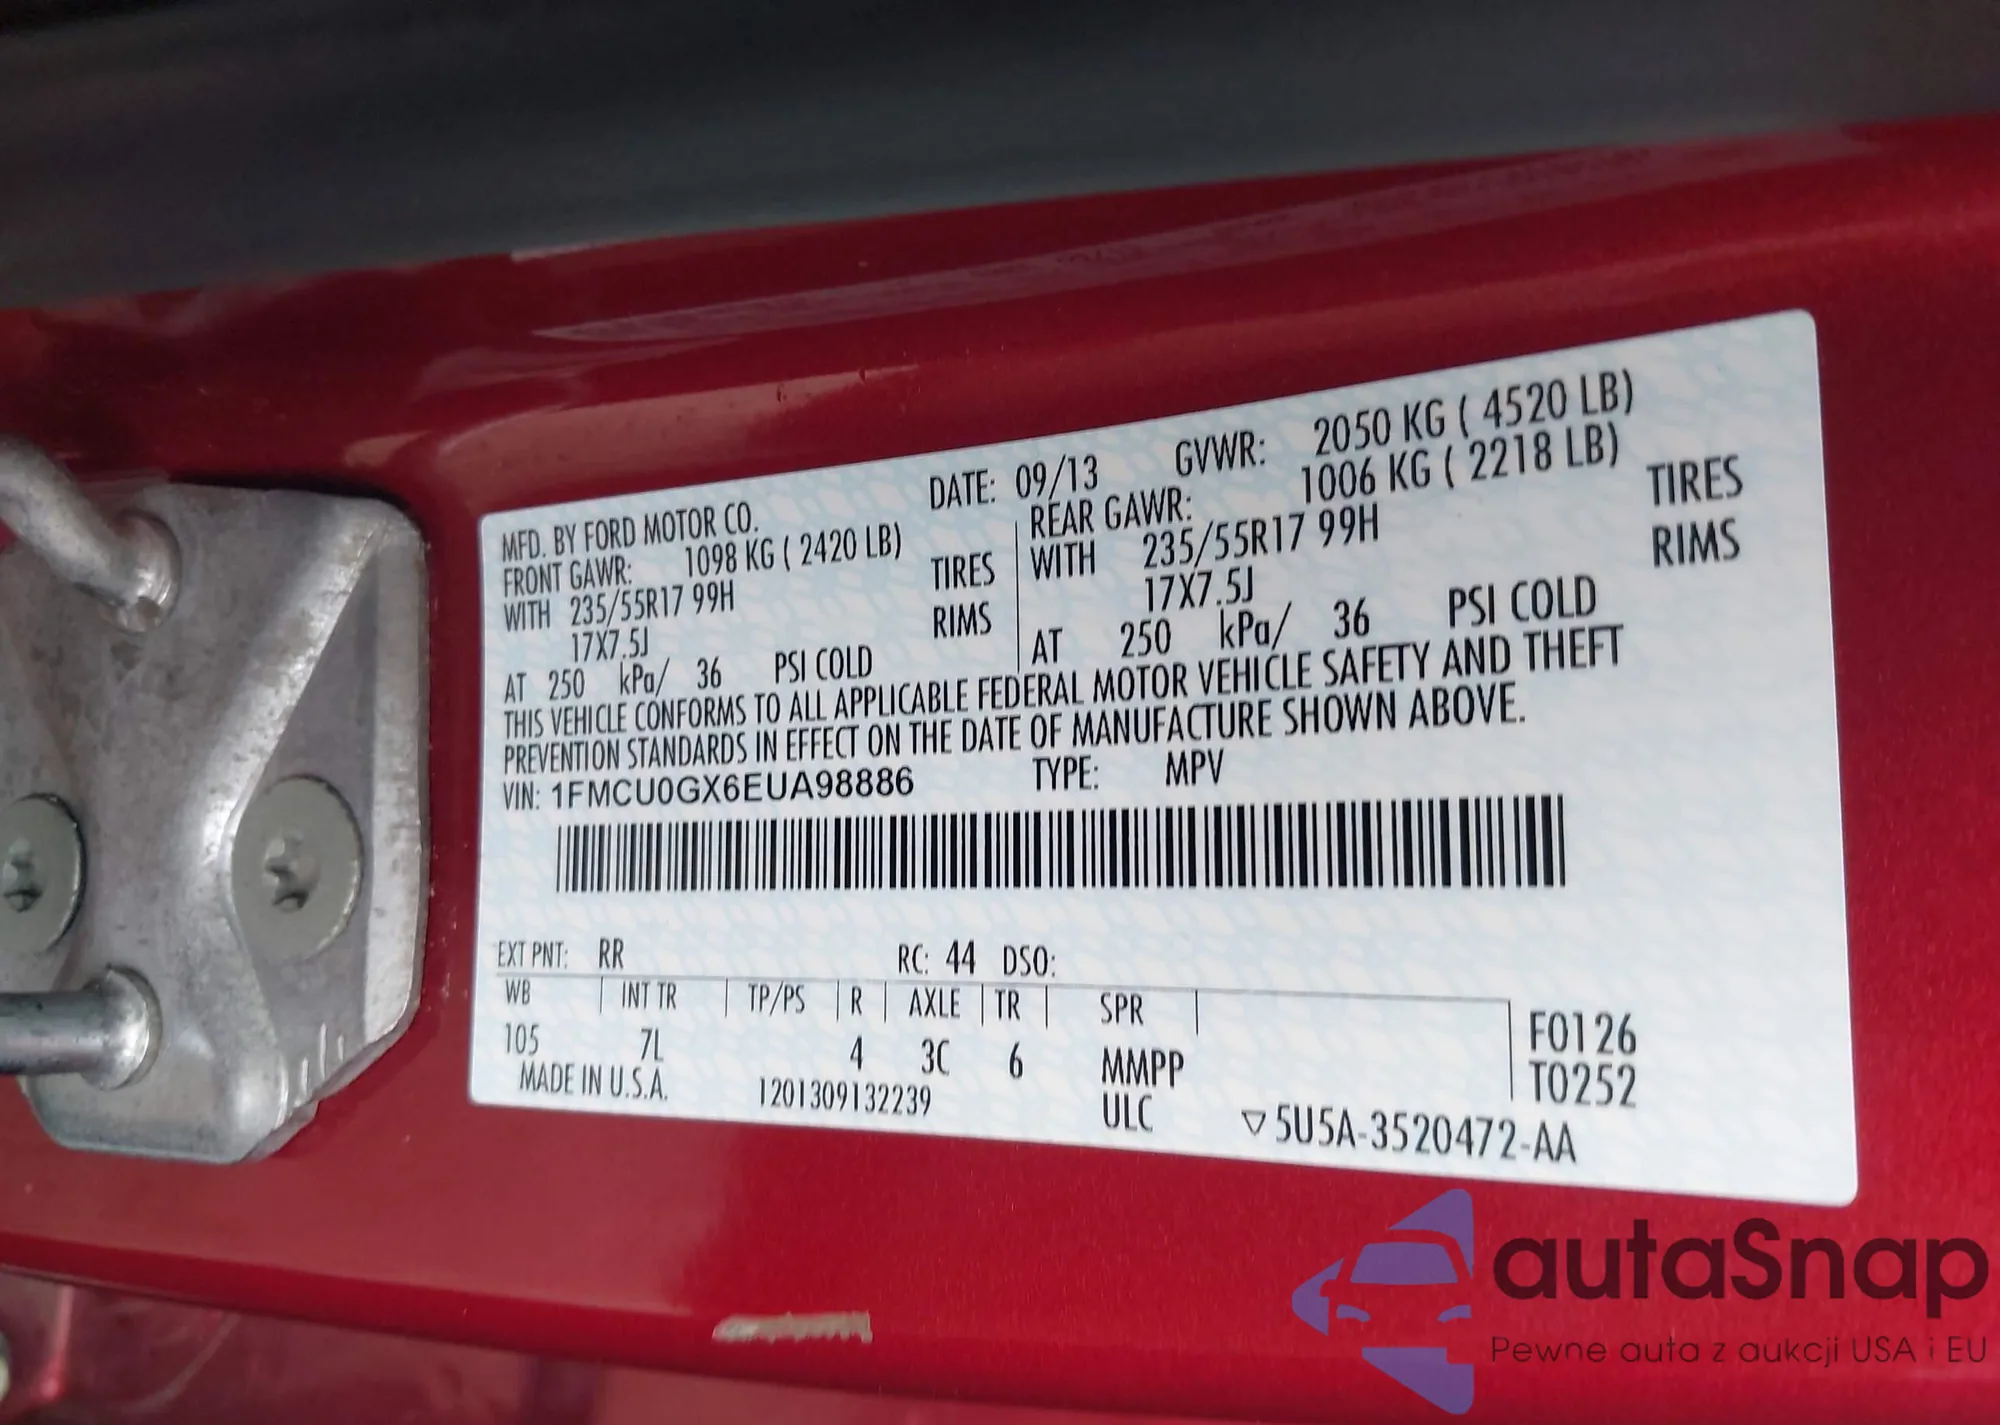 MFD. BY FORD MOTOR CO. DATE: 09/13 GVWR: 2050 KG ( 4520 LB)
FRONT GAWR: 1098 KG ( 2420 LB) REAR GAWR: 1006 KG ( 2218 LB)
WITH 235/55R17 99H TIRES WITH 235/55R17 99H TIRES
17X7.5J RIMS 17X7.5J RIMS
AT 250 kPa/ 36 PSI COLD AT 250 kPa/ 36 PSI COLD
THIS VEHICLE CONFORMS TO ALL APPLICABLE FEDERAL MOTOR VEHICLE SAFETY AND THEFT
PREVENTION STANDARDS IN EFFECT ON THE DATE OF MANUFACTURE SHOWN ABOVE.
VIN: 1FMCU0GX6EUA98886 TYPE: MPV
EXT PNT: RR RC: 44 DSO:
WB INT TR TP/PS R AXLE TR SPR
F0126
105 7L 4 3C 6 MMPP
T0252
MADE IN U.S.A. 1201309132239 ULC
▽5U5A-3520472-AA
autaSnap
Pewne auta z aukcji USA i EU